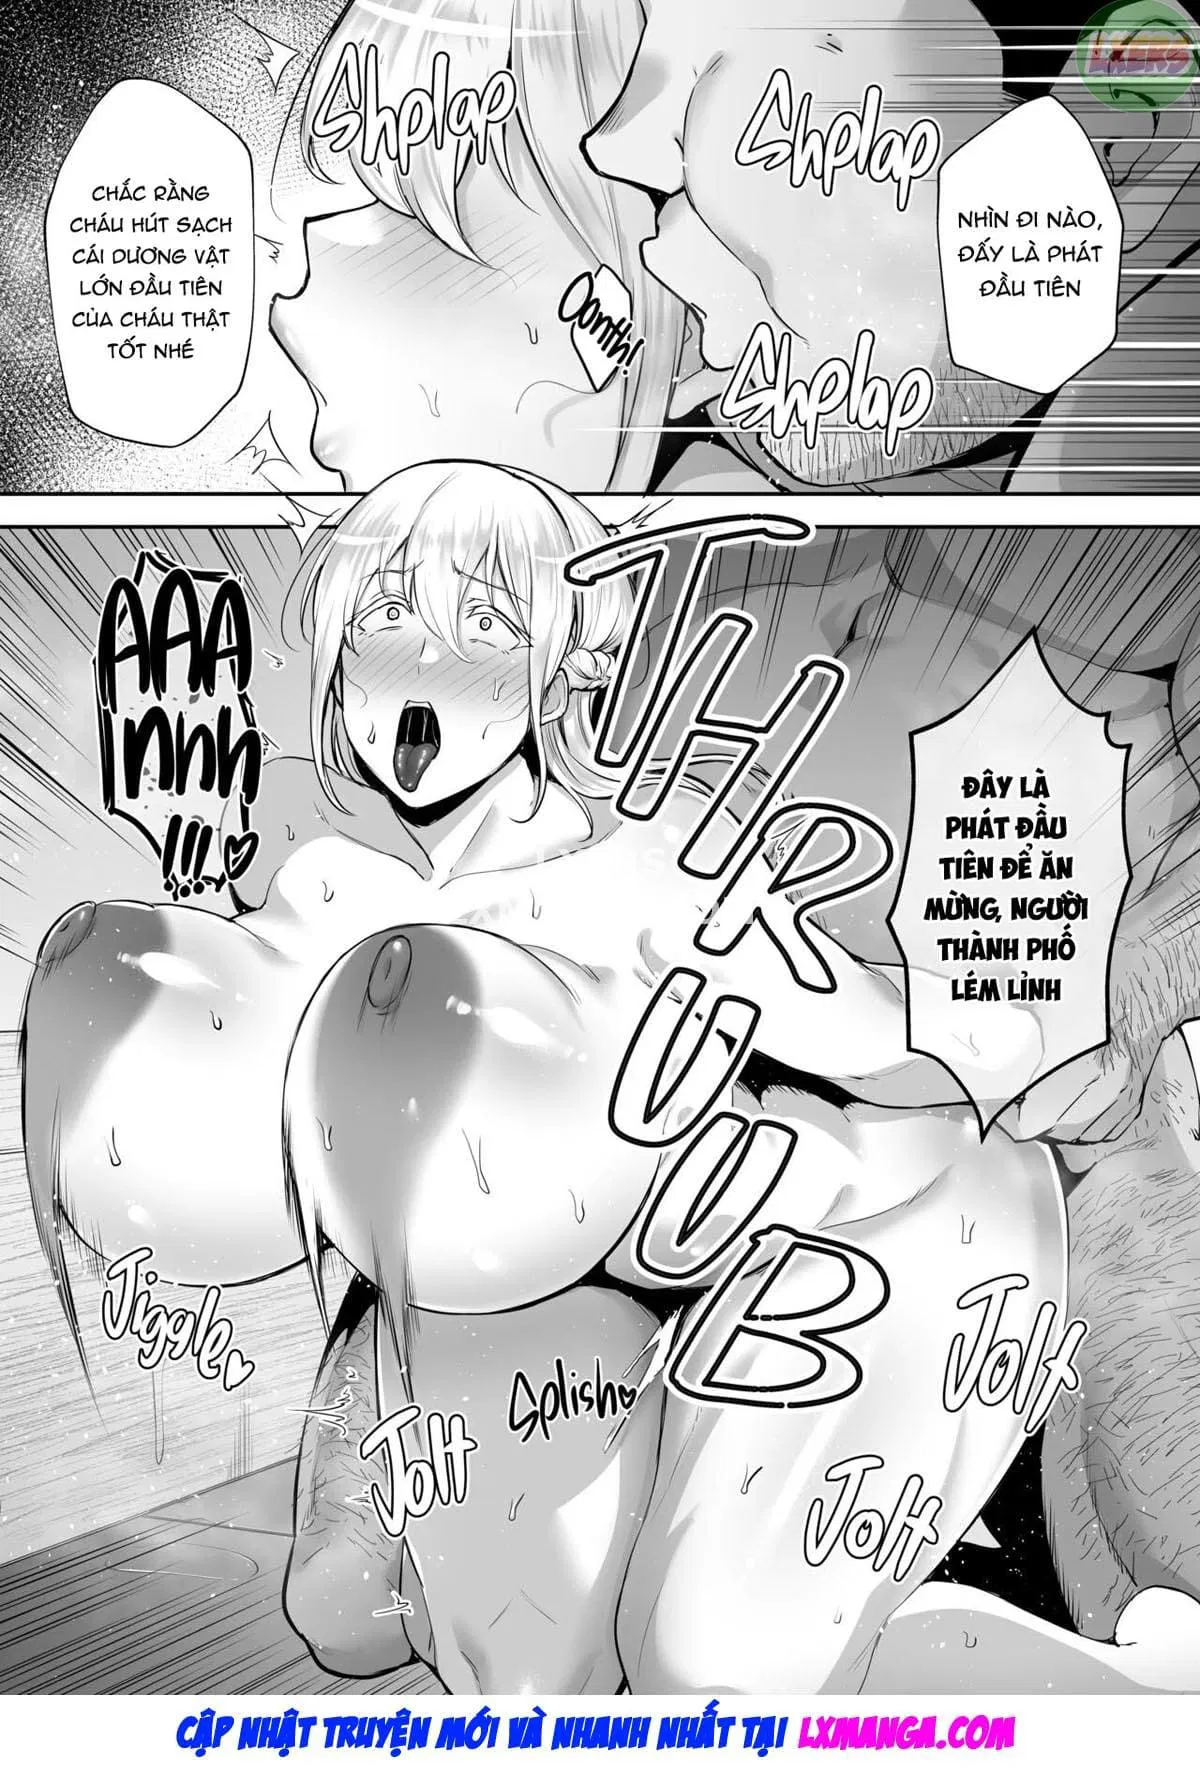 LXERS
Shplap
Shplap
NHÌN ĐI NÀO,
ĐẤY LÀ PHÁT
ĐẦU TIÊN
CHẮC RẰNG
CHÁU HÚT SẠCH
CÁI DƯƠNG VẬT
LỚN ĐẦU TIÊN
CỦA CHÁU THẬT
TỐT NHÉ
Oonth!
Shplap
AAA
nnnh
!!!
THRUUUB
ĐÂY LÀ
PHÁT ĐẦU
TIÊN ĐỂ ĂN
MỪNG, NGƯỜI
THÀNH PHỐ
LÉM LỈNH
Jiggle
Splish
Jolt
Jolt
Jolt
CẬP NHẬT TRUYỆN MỚI VÀ NHANH NHẤT TẠI LXMANGA.COM